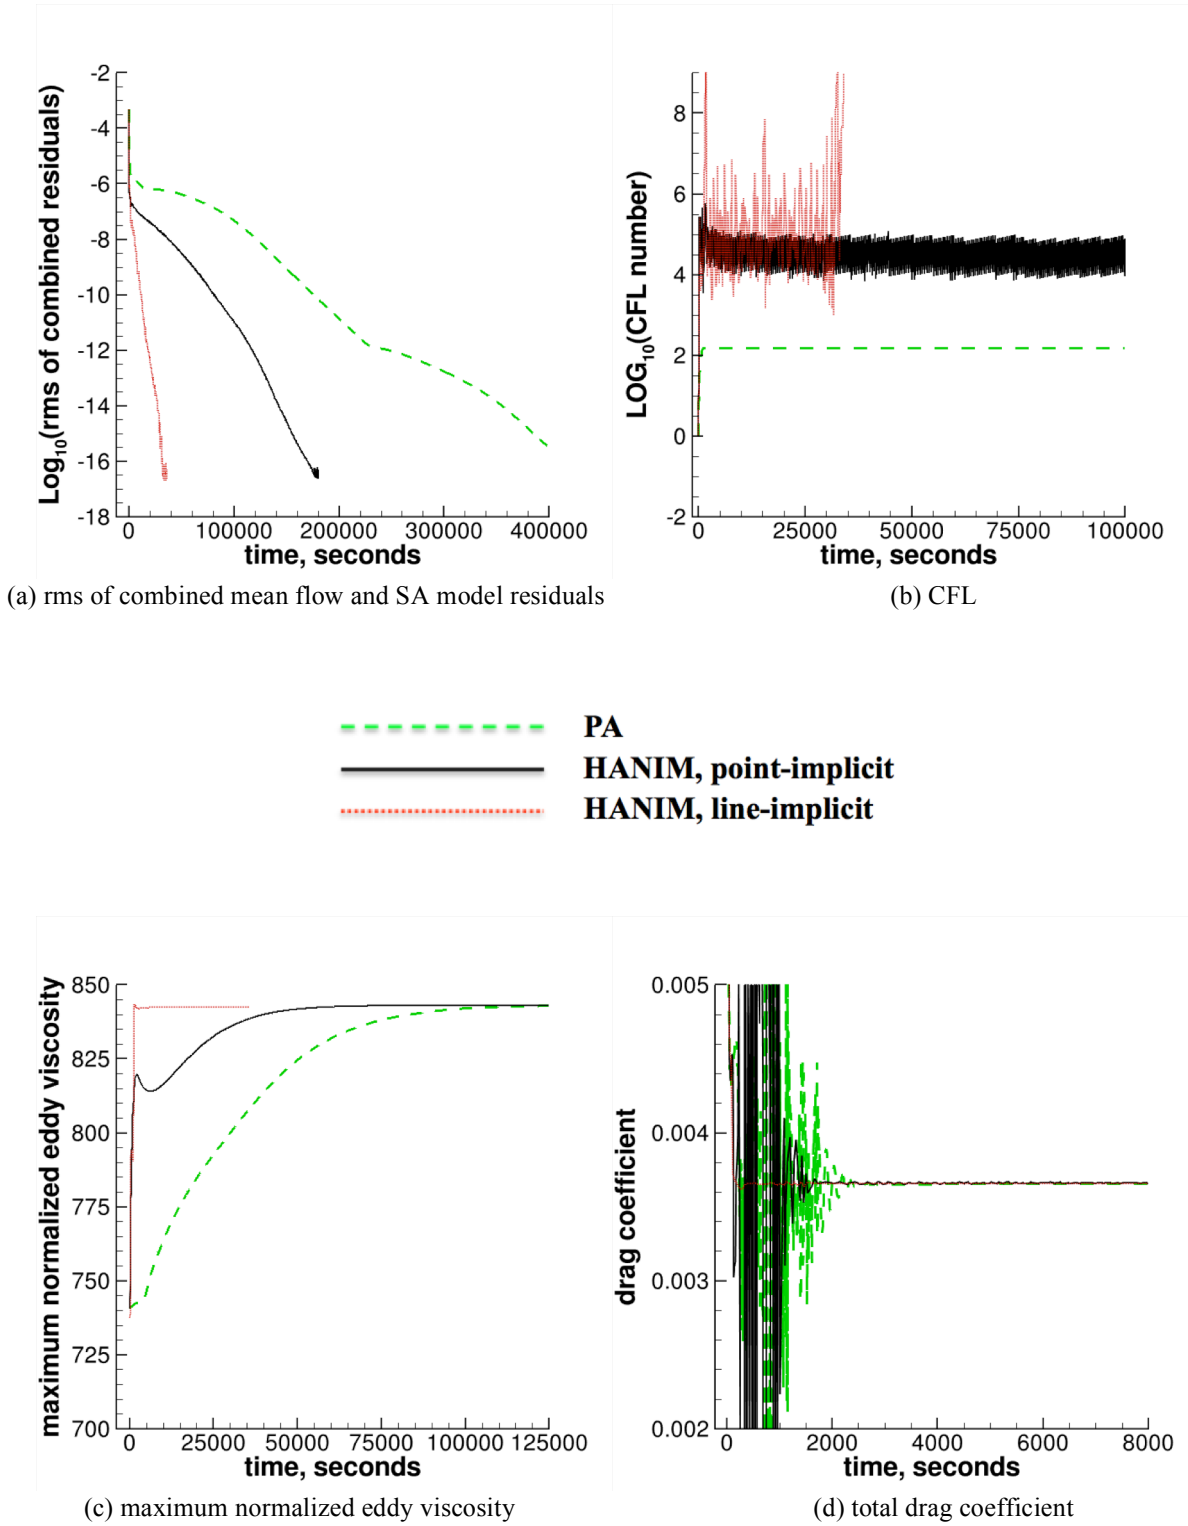 -2
-4
-6
-8
-10
-12
-14
-16
-18
Log10(rms of combined residuals)
0 100000 200000 300000 400000
time, seconds
(a) rms of combined mean flow and SA model residuals
8
6
4
2
0
-2
LOG10(CFL number)
0 25000 50000 75000 100000
time, seconds
(b) CFL
PA
HANIM, point-implicit
HANIM, line-implicit
850
825
800
775
750
725
700
maximum normalized eddy viscosity
0 25000 50000 75000 100000 125000
time, seconds
(c) maximum normalized eddy viscosity
0.005
0.004
0.003
0.002
drag coefficient
0 2000 4000 6000 8000
time, seconds
(d) total drag coefficient